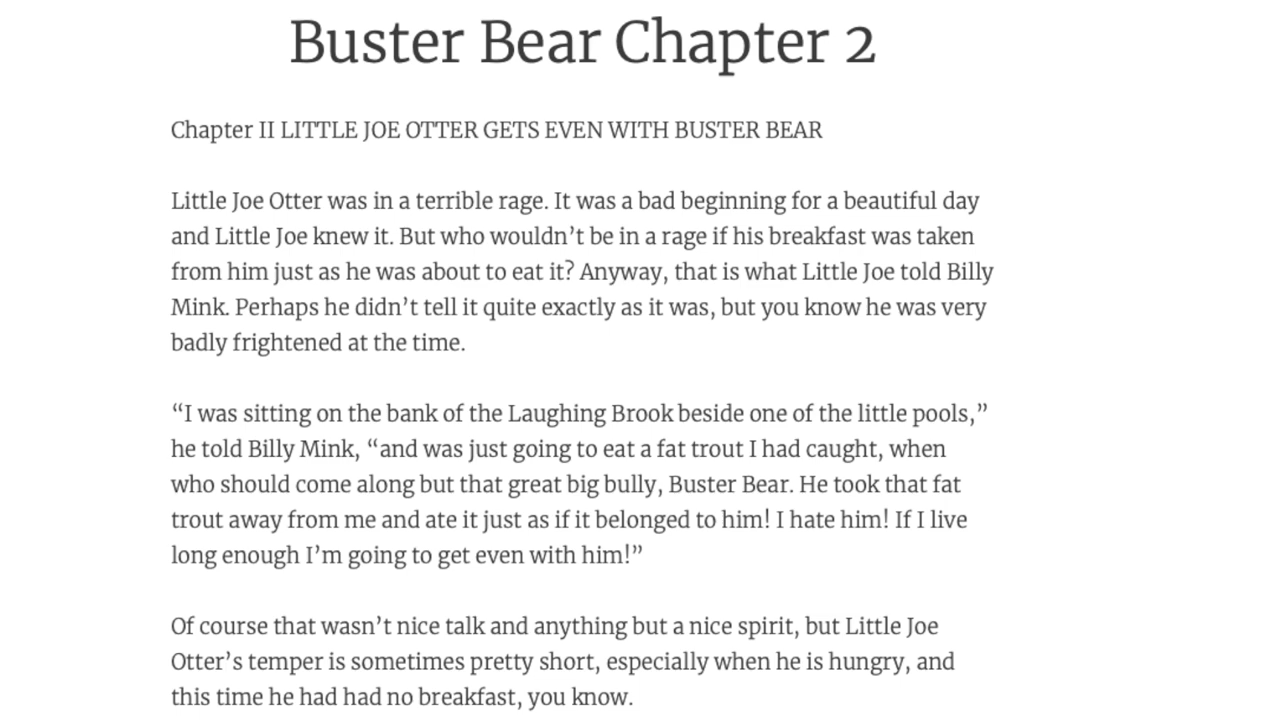 Buster Bear Chapter 2
Chapter II LITTLE JOE OTTER GETS EVEN WITH BUSTER BEAR
Little Joe Otter was in a terrible rage. It was a bad beginning for a beautiful day
and Little Joe knew it. But who wouldn’t be in a rage if his breakfast was taken
from him just as he was about to eat it? Anyway, that is what Little Joe told Billy
Mink. Perhaps he didn’t tell it quite exactly as it was, but you know he was very
badly frightened at the time.
“I was sitting on the bank of the Laughing Brook beside one of the little pools,”
he told Billy Mink, “and was just going to eat a fat trout I had caught, when
who should come along but that great big bully, Buster Bear. He took that fat
trout away from me and ate it just as if it belonged to him! I hate him! If I live
long enough I’m going to get even with him!”
Of course that wasn’t nice talk and anything but a nice spirit, but Little Joe
Otter’s temper is sometimes pretty short, especially when he is hungry, and
this time he had had no breakfast, you know.